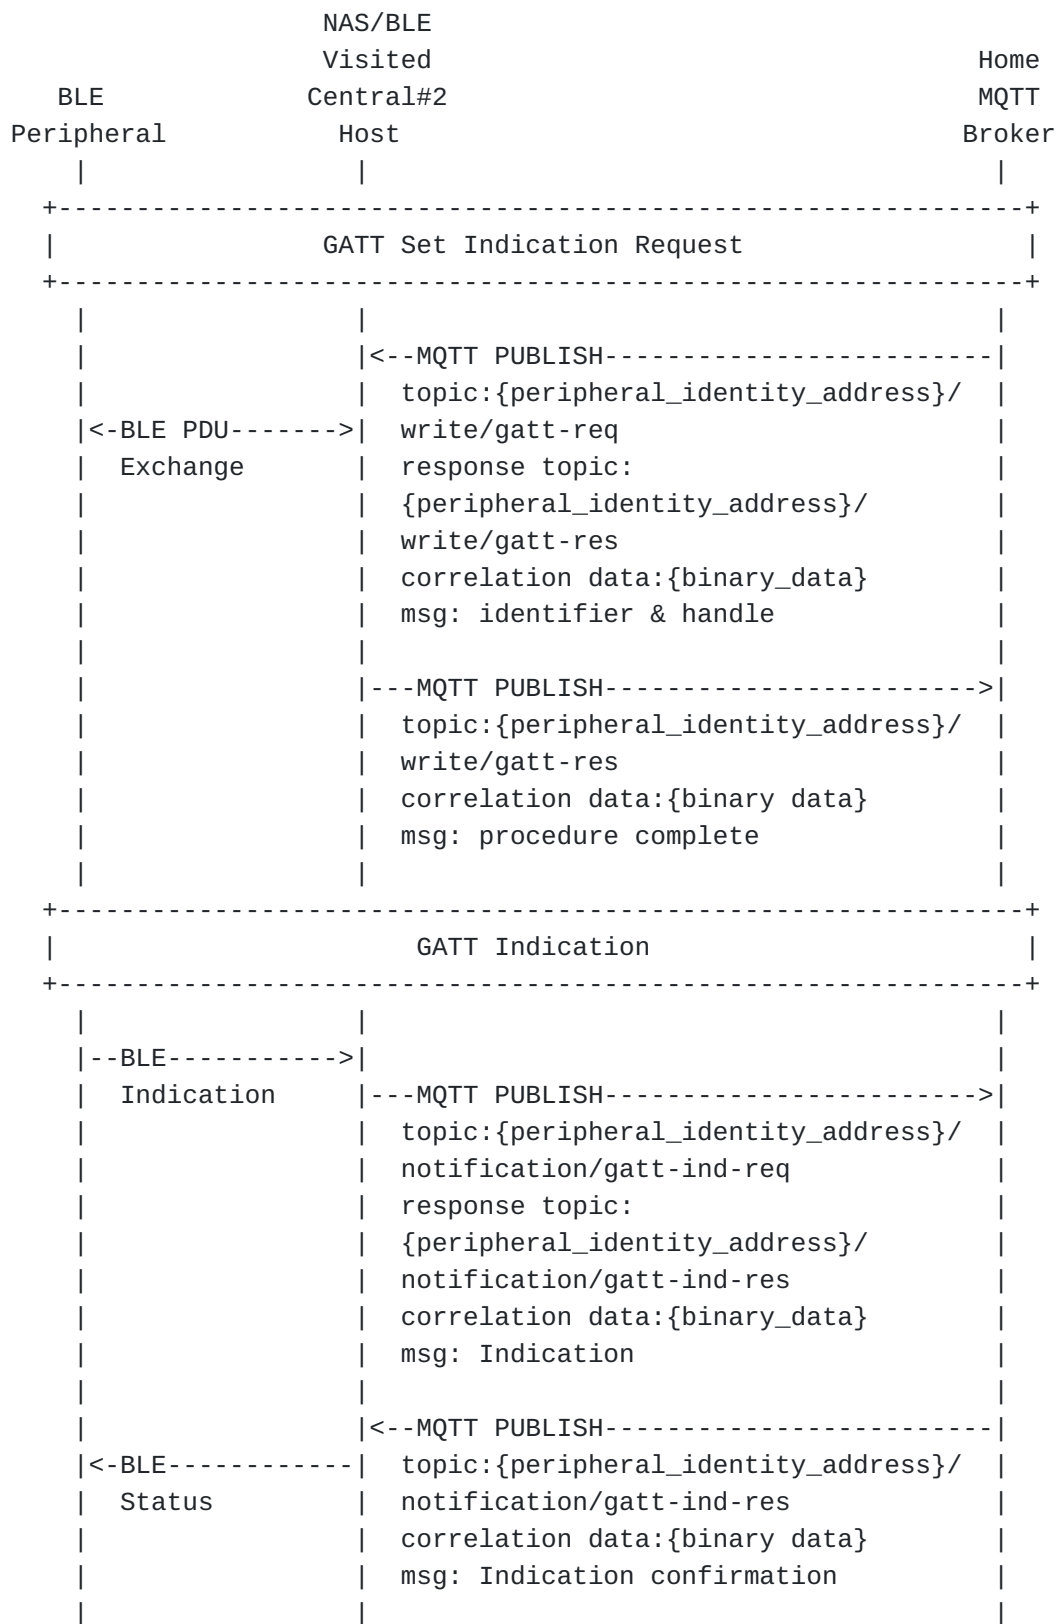 NAS/BLE
                    Visited                                   Home
   BLE             Central#2                                  MQTT
Peripheral           Host                                    Broker
    |                 |                                        |
  +--------------------------------------------------------------+
  |                 GATT Set Indication Request                  |
  +--------------------------------------------------------------+
    |                 |                                        |
    |                 |<--MQTT PUBLISH-------------------------|
    |                 |  topic:{peripheral_identity_address}/  |
    |<-BLE PDU------->|  write/gatt-req                        |
    |  Exchange       |  response topic:                       |
    |                 |  {peripheral_identity_address}/        |
    |                 |  write/gatt-res                        |
    |                 |  correlation data:{binary_data}        |
    |                 |  msg: identifier & handle              |
    |                 |                                        |
    |                 |---MQTT PUBLISH------------------------>|
    |                 |  topic:{peripheral_identity_address}/  |
    |                 |  write/gatt-res                        |
    |                 |  correlation data:{binary data}        |
    |                 |  msg: procedure complete               |
    |                 |                                        |
  +--------------------------------------------------------------+
  |                       GATT Indication                        |
  +--------------------------------------------------------------+
    |                 |                                        |
    |--BLE----------->|                                        |
    |  Indication     |---MQTT PUBLISH------------------------>|
    |                 |  topic:{peripheral_identity_address}/  |
    |                 |  notification/gatt-ind-req             |
    |                 |  response topic:                       |
    |                 |  {peripheral_identity_address}/        |
    |                 |  notification/gatt-ind-res             |
    |                 |  correlation data:{binary_data}        |
    |                 |  msg: Indication                       |
    |                 |                                        |
    |                 |<--MQTT PUBLISH-------------------------|
    |<-BLE------------|  topic:{peripheral_identity_address}/  |
    |  Status         |  notification/gatt-ind-res             |
    |                 |  correlation data:{binary data}        |
    |                 |  msg: Indication confirmation          |
    |                 |                                        |